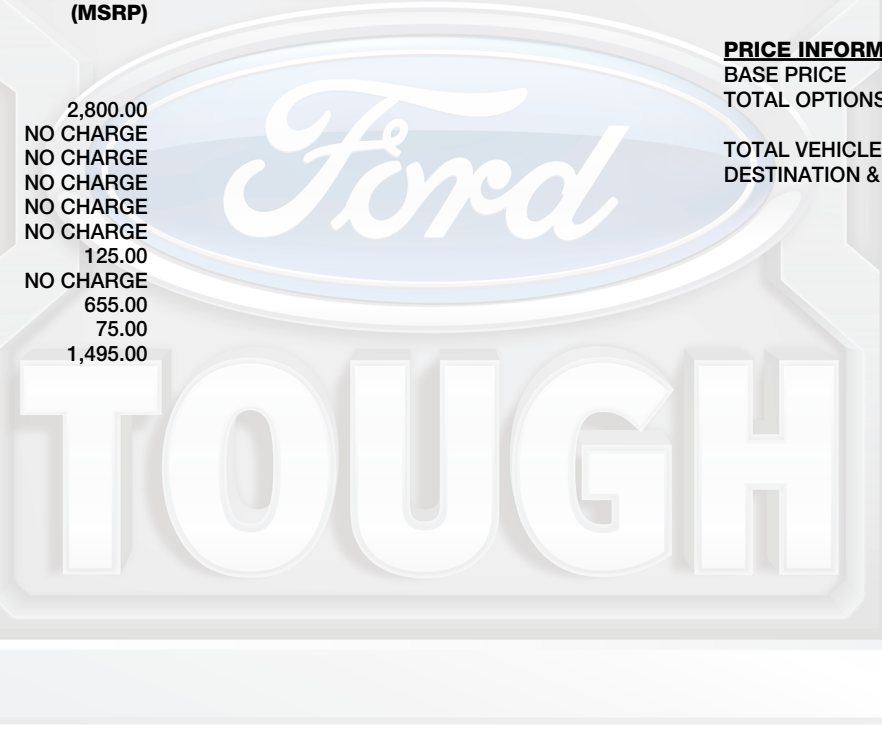 (MSRP)
2,800.00
NO CHARGE
NO CHARGE
NO CHARGE
NO CHARGE
NO CHARGE
125.00
NO CHARGE
655.00
75.00
1,495.00
PRICE INFORM
BASE PRICE
TOTAL OPTIONS
TOTAL VEHICLE
DESTINATION &
Ford
TOUGH